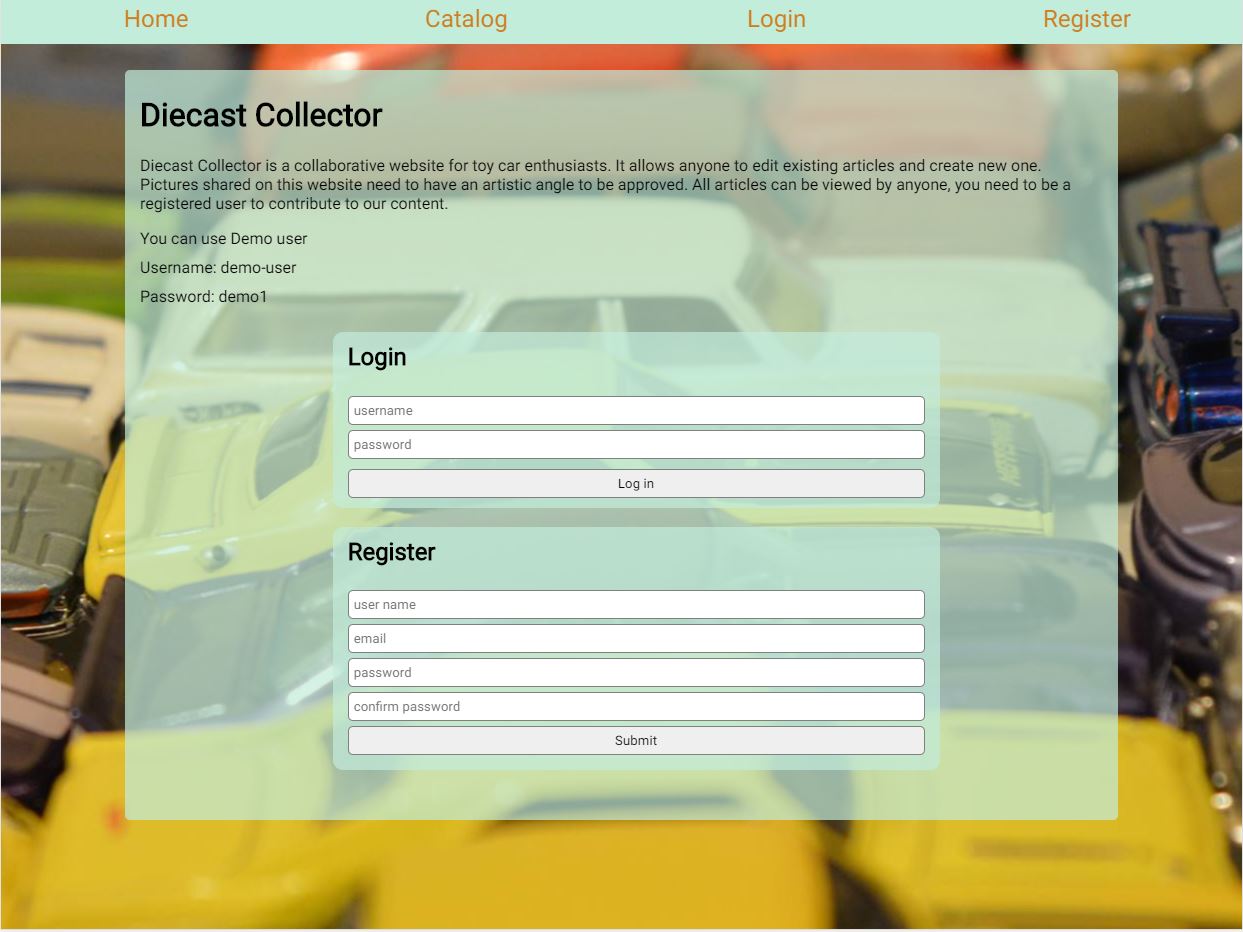 Home Catalog Login Register
Diecast Collector
Diecast Collector is a collaborative website for toy car enthusiasts. It allows anyone to edit existing articles and create new one.
Pictures shared on this website need to have an artistic angle to be approved. All articles can be viewed by anyone, you need to be a
registered user to contribute to our content.
You can use Demo user
Username: demo-user
Password: demo1
Login
username
password
Log in
Register
user name
email
password
confirm password
Submit